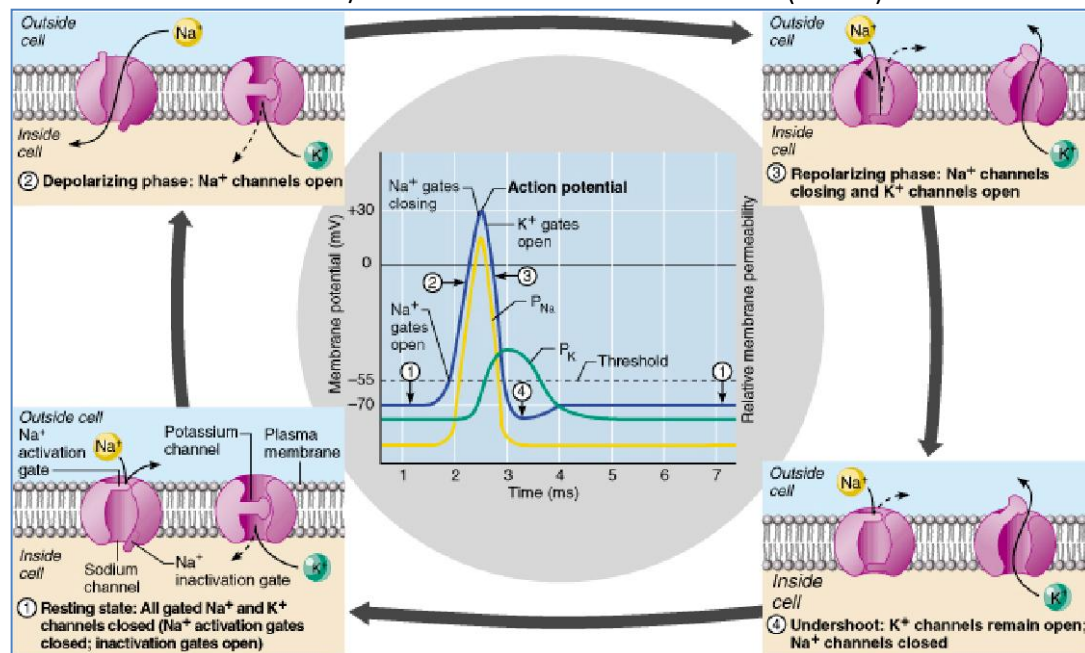 Outside
cell
Na+
Inside
cell
K+
② Depolarizing phase: Na+ channels open
Outside
cell
Na+
Inside
cell
K+
③ Repolarizing phase: Na+ channels
closing and K+ channels open
Membrane potential (mV)
+30
0
−55
−70
Na+
gates
closing
Action potential
K+ gates
open
②
③
PNa
Na+
gates
open
PK
Threshold
①
④
①
Relative membrane permeability
1 2 3 4 5 6 7
Time (ms)
Outside cell
Na+
activation
gate
Na+
Potassium
channel
Plasma
membrane
Inside
cell
Sodium
channel
Na+
inactivation gate
K+
① Resting state: All gated Na+ and K+
channels closed (Na+ activation gates
closed; inactivation gates open)
Outside
cell
Na+
Inside
cell
K+
④ Undershoot: K+ channels remain open;
Na+ channels closed